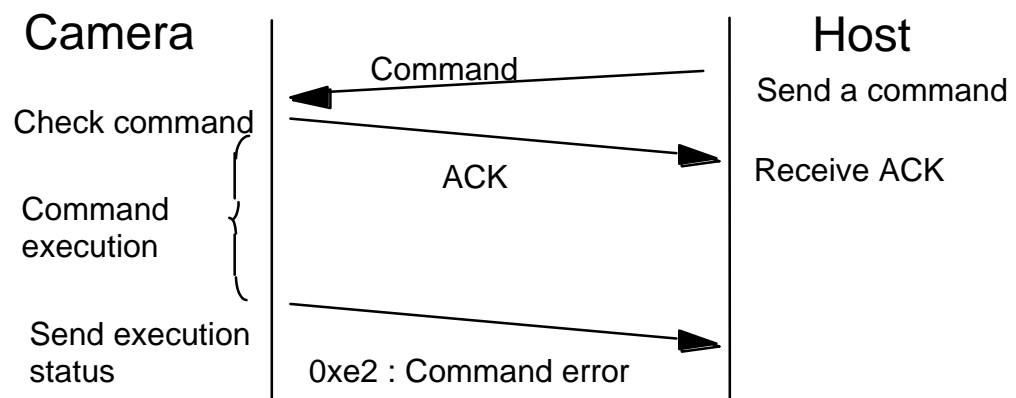 Camera
Host
Command
Send a command
Check command
ACK
Receive ACK
Command
execution
Send execution
status
0xe2 : Command error